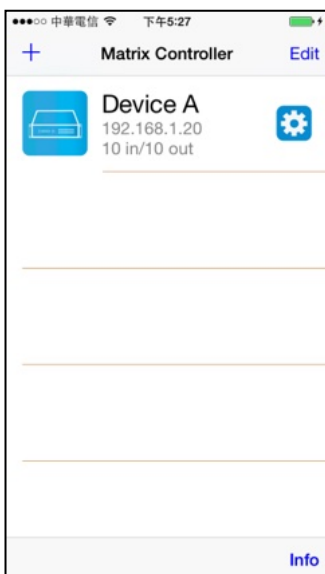 中華電信 下午5:27
+ Matrix Controller Edit
Device A
192.168.1.20
10 in/10 out
Info